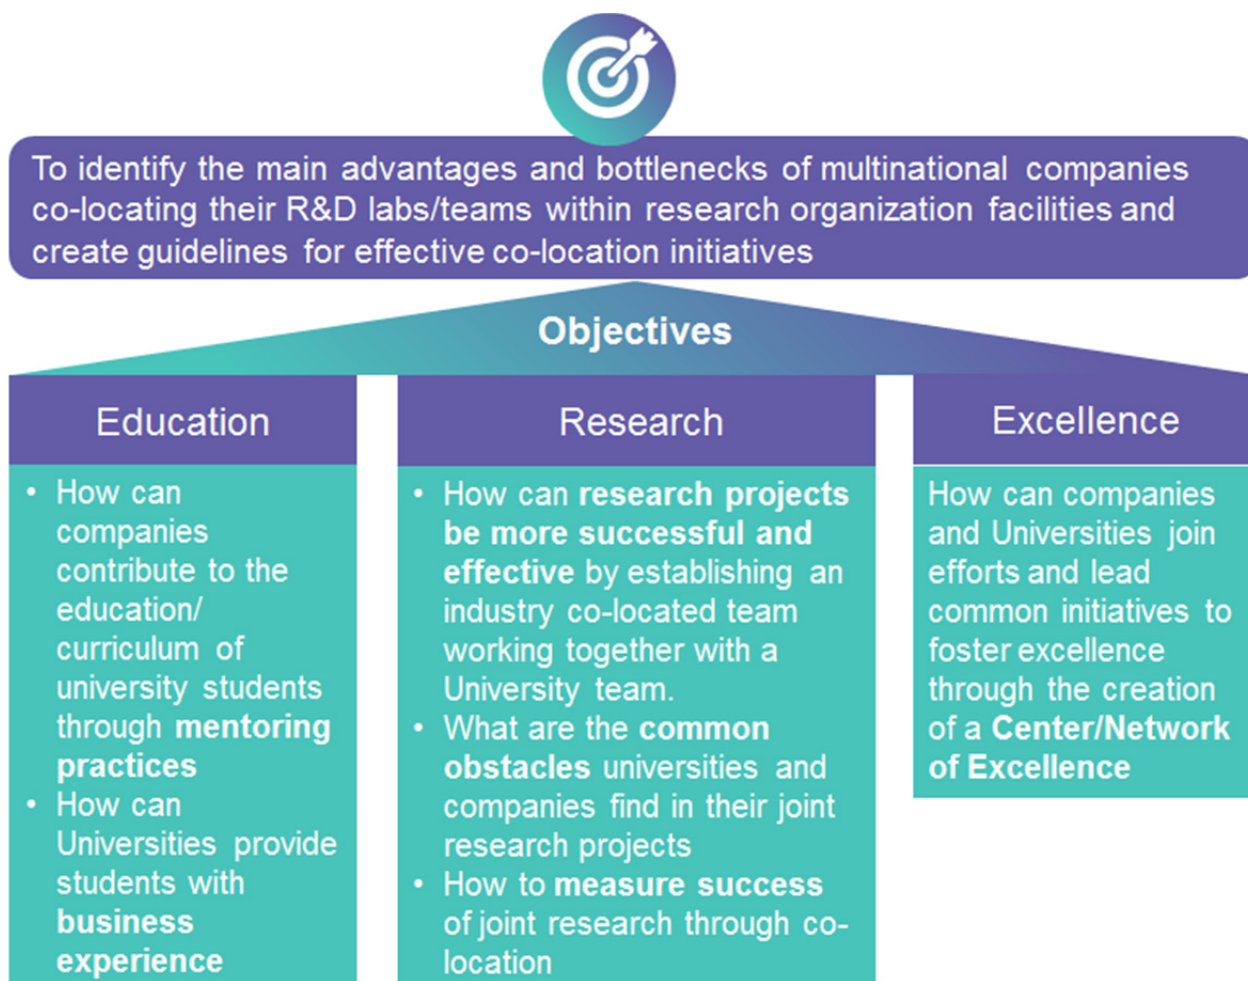 To identify the main advantages and bottlenecks of multinational companies
co-locating their R&D labs/teams within research organization facilities and
create guidelines for effective co-location initiatives
Objectives
Education
• How can
companies
contribute to the
education/
curriculum of
university students
through mentoring
practices
• How can
Universities provide
students with
business
experience
Research
• How can research projects
be more successful and
effective by establishing an
industry co-located team
working together with a
University team.
• What are the common
obstacles universities and
companies find in their joint
research projects
• How to measure success
of joint research through co-
location
Excellence
How can companies
and Universities join
efforts and lead
common initiatives to
foster excellence
through the creation
of a Center/Network
of Excellence